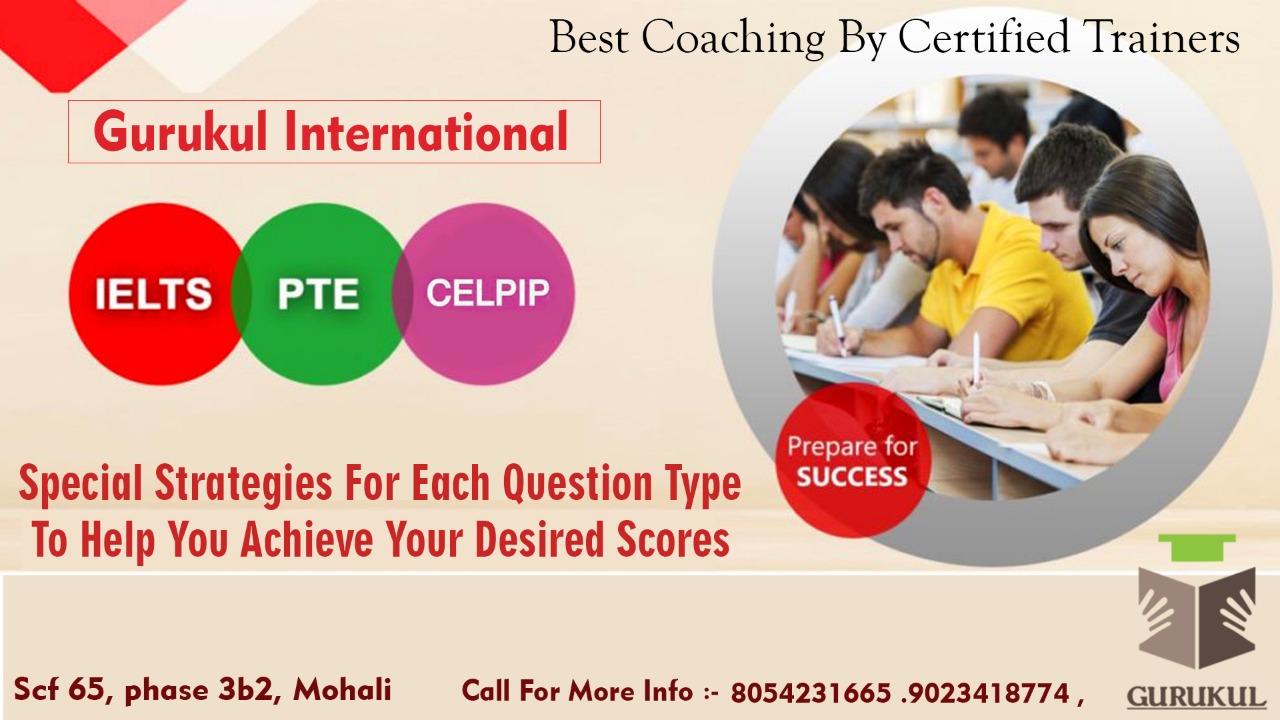 Best Coaching By Certified Trainers
Gurukul International
IELTS PTE CELPIP
Prepare for
SUCCESS
Special Strategies For Each Question Type
To Help You Achieve Your Desired Scores
Scf 65, phase 3b2, Mohali
Call For More Info :- 8054231665 .9023418774 ,
GURUKUL